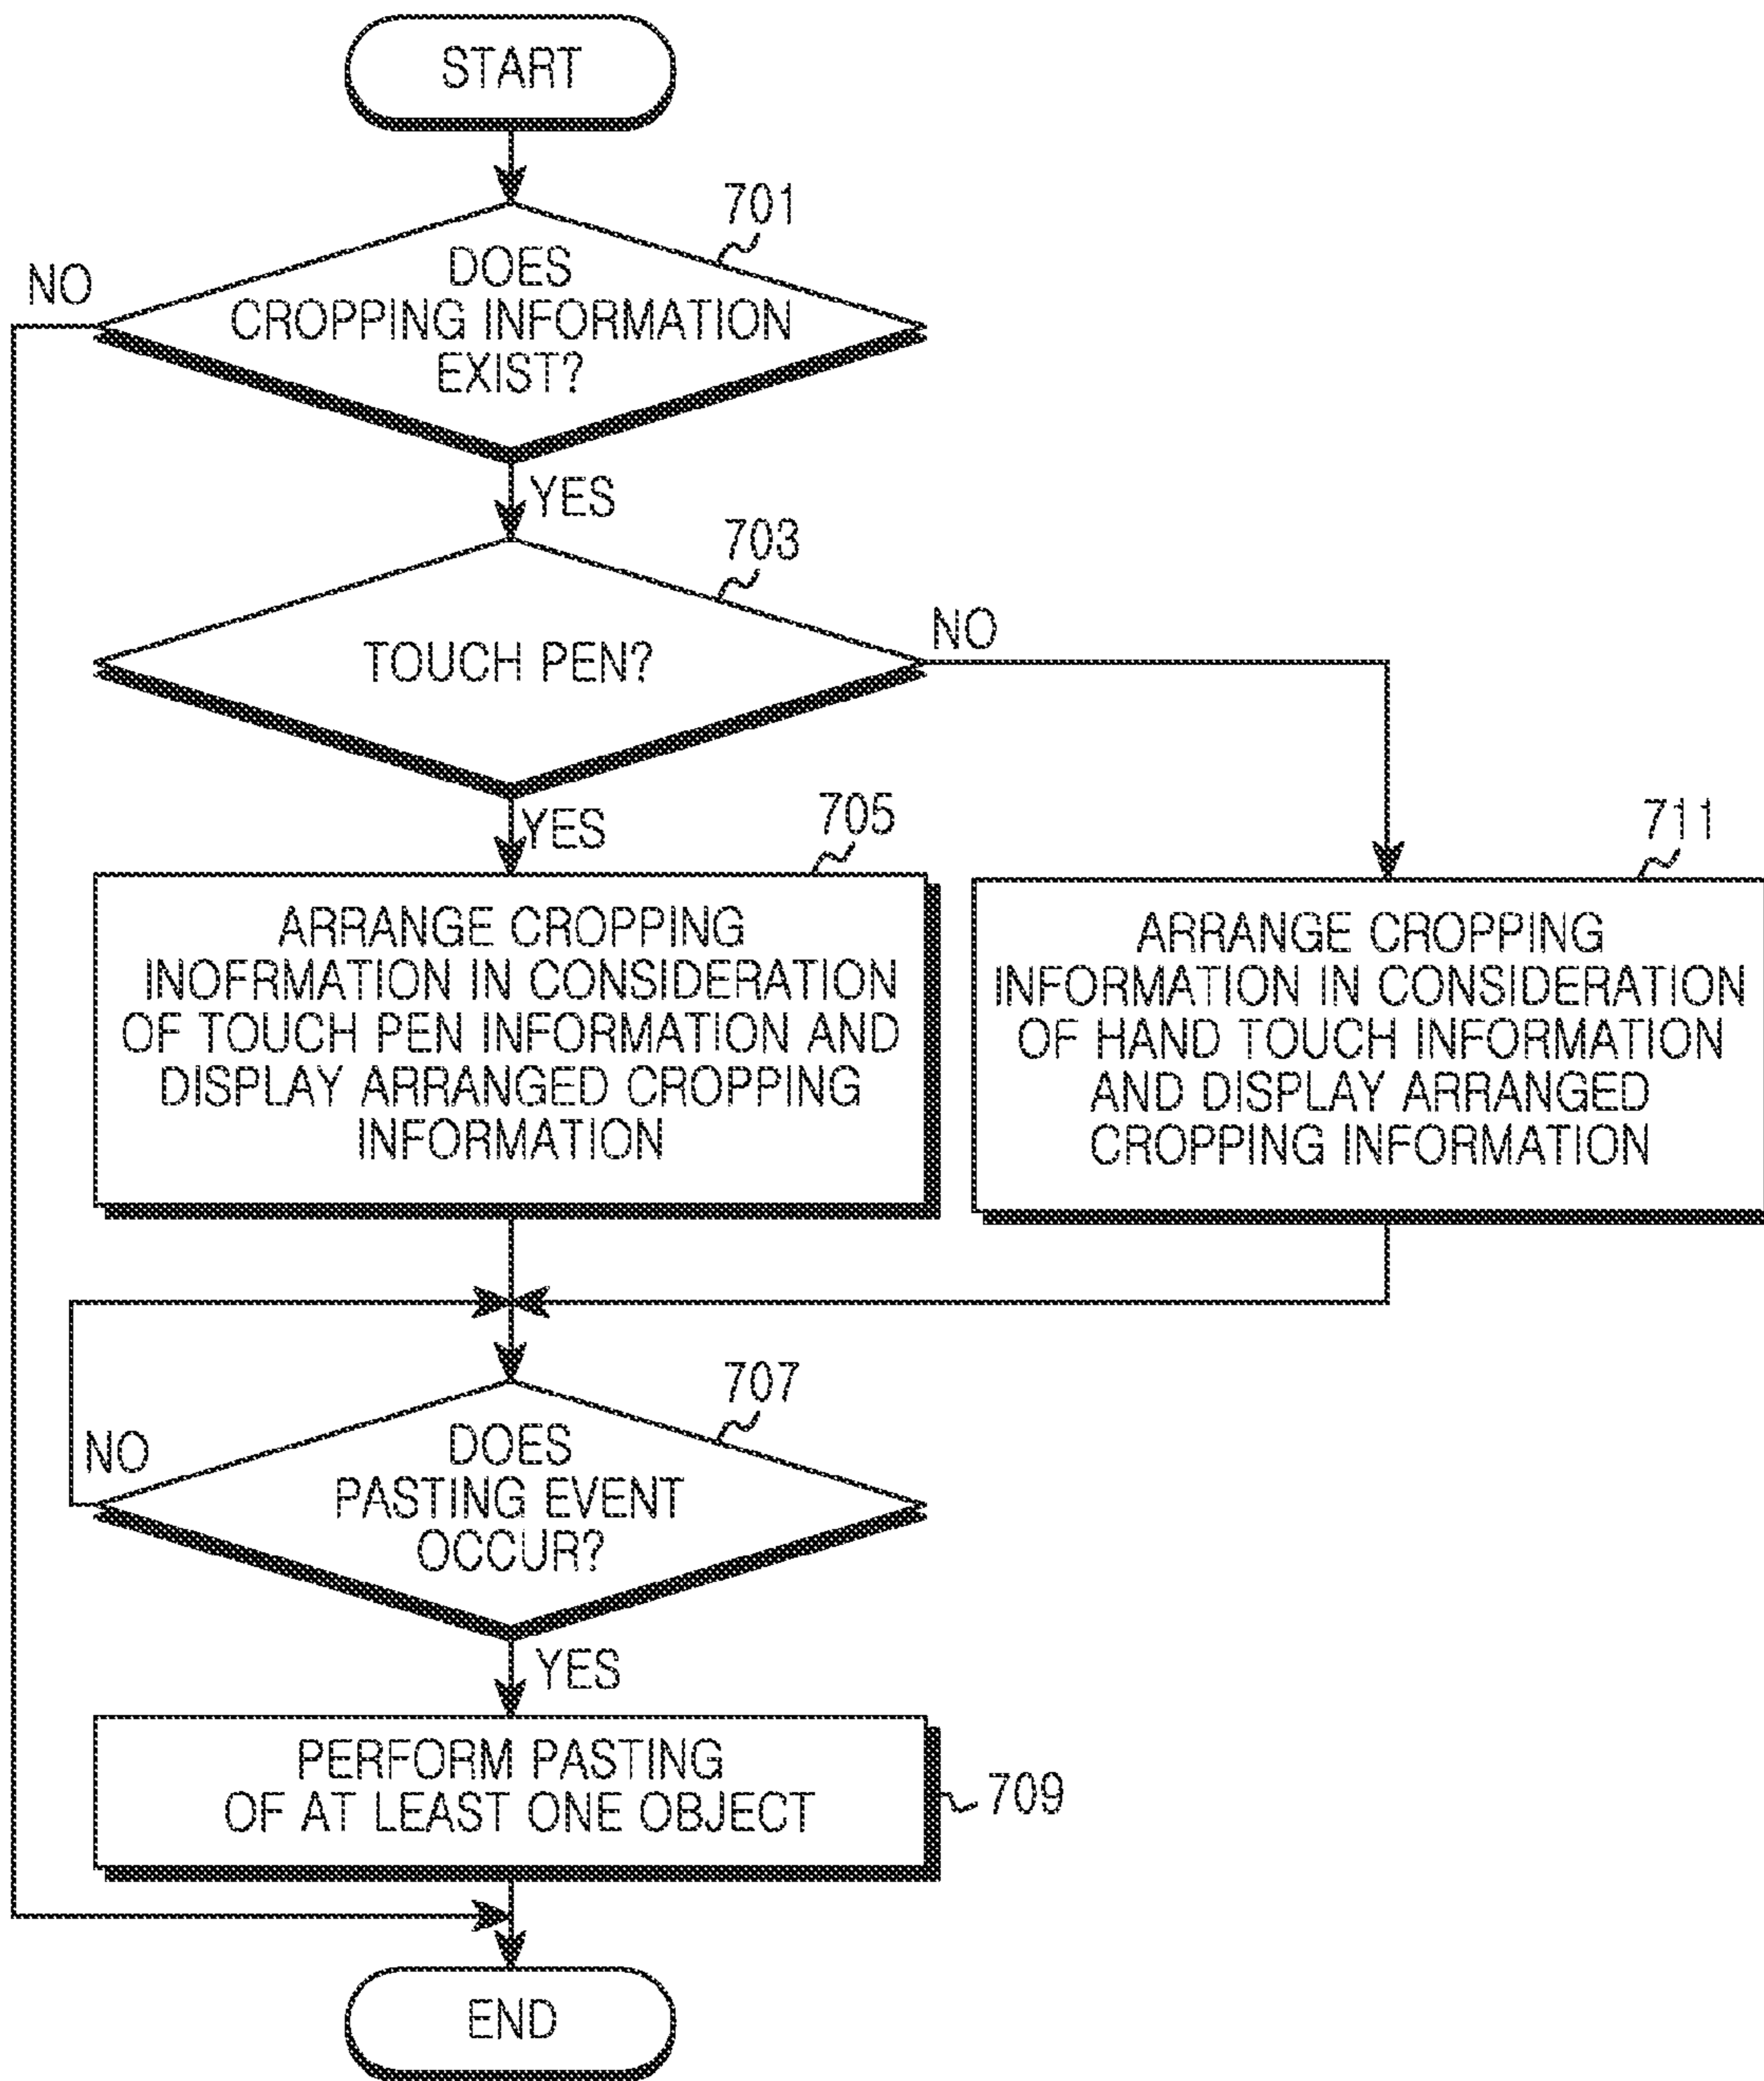 START
701
NO
DOES
CROPPING INFORMATION
EXIST?
YES
703
NO
TOUCH PEN?
YES
705
711
ARRANGE CROPPING
INOFRMATION IN CONSIDERATION
OF TOUCH PEN INFORMATION AND
DISPLAY ARRANGED CROPPING
INFORMATION
ARRANGE CROPPING
INFORMATION IN CONSIDERATION
OF HAND TOUCH INFORMATION
AND DISPLAY ARRANGED
CROPPING INFORMATION
707
NO
DOES
PASTING EVENT
OCCUR?
YES
PERFORM PASTING
OF AT LEAST ONE OBJECT
709
END